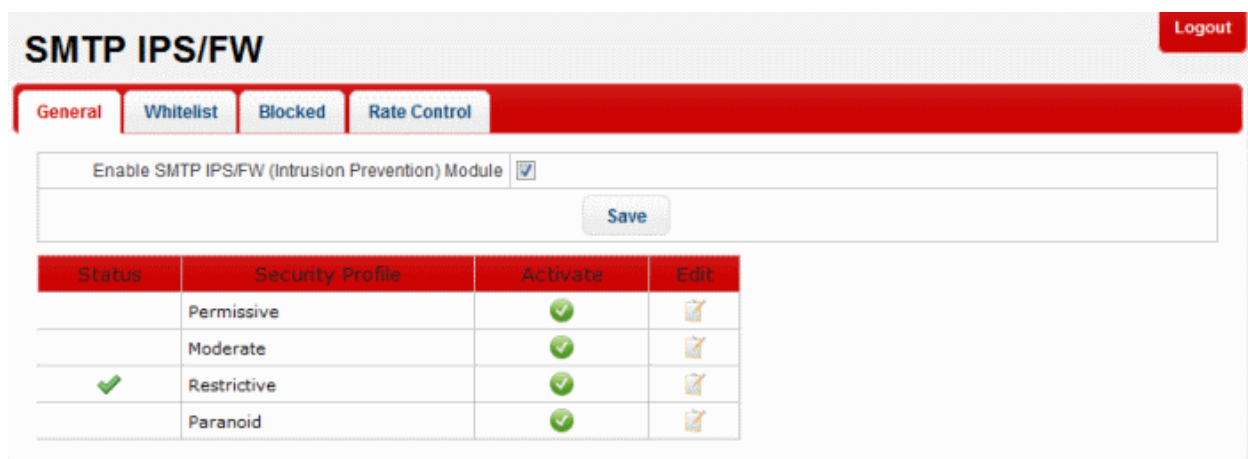 Logout
SMTP IPS/FW
General Whitelist Blocked Rate Control
Enable SMTP IPS/FW (Intrusion Prevention) Module
Save
Status Security Profile Activate Edit
Permissive
Moderate
Restrictive
Paranoid